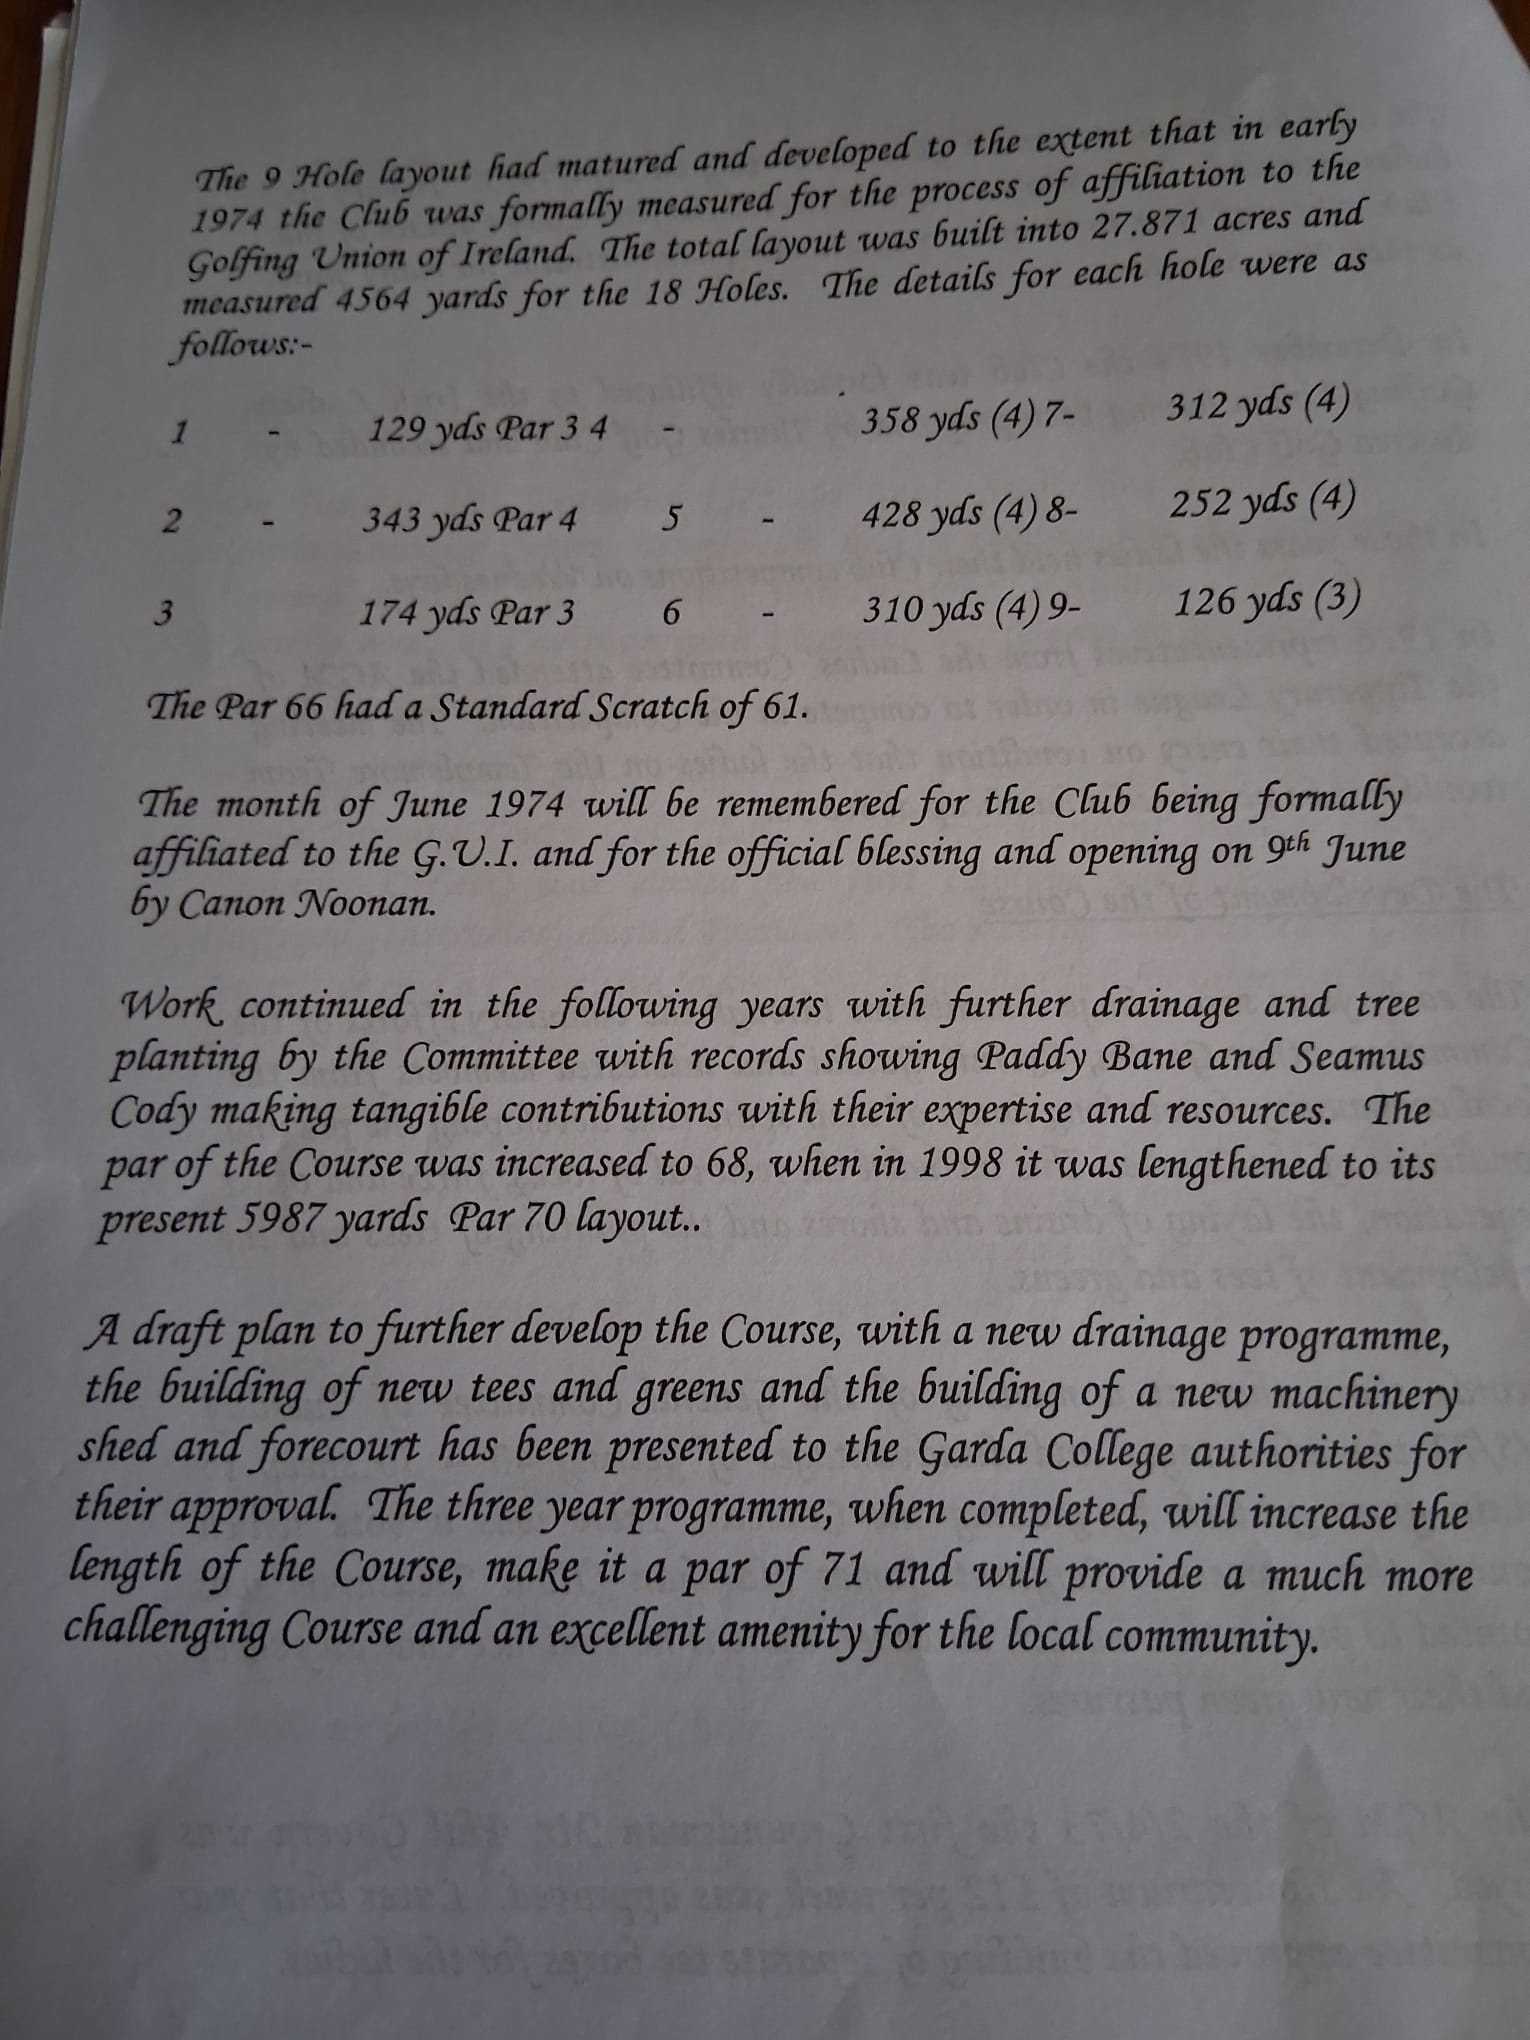 The 9 Hole layout had matured and developed to the extent that in early
1974 the Club was formally measured for the process of affiliation to the
Golfing Union of Ireland. The total layout was built into 27.871 acres and
measured 4564 yards for the 18 Holes. The details for each hole were as
follows:-
1 - 129 yds Par 3 4 - 358 yds (4) 7- 312 yds (4)
2 - 343 yds Par 4 5 - 428 yds (4) 8- 252 yds (4)
3 174 yds Par 3 6 - 310 yds (4) 9- 126 yds (3)
The Par 66 had a Standard Scratch of 61.
The month of June 1974 will be remembered for the Club being formally
affiliated to the G.U.I. and for the official blessing and opening on 9th June
by Canon Noonan.
Work continued in the following years with further drainage and tree
planting by the Committee with records showing Paddy Bane and Seamus
Cody making tangible contributions with their expertise and resources. The
par of the Course was increased to 68, when in 1998 it was lengthened to its
present 5987 yards Par 70 layout..
A draft plan to further develop the Course, with a new drainage programme,
the building of new tees and greens and the building of a new machinery
shed and forecourt has been presented to the Garda College authorities for
their approval. The three year programme, when completed, will increase the
length of the Course, make it a par of 71 and will provide a much more
challenging Course and an excellent amenity for the local community.